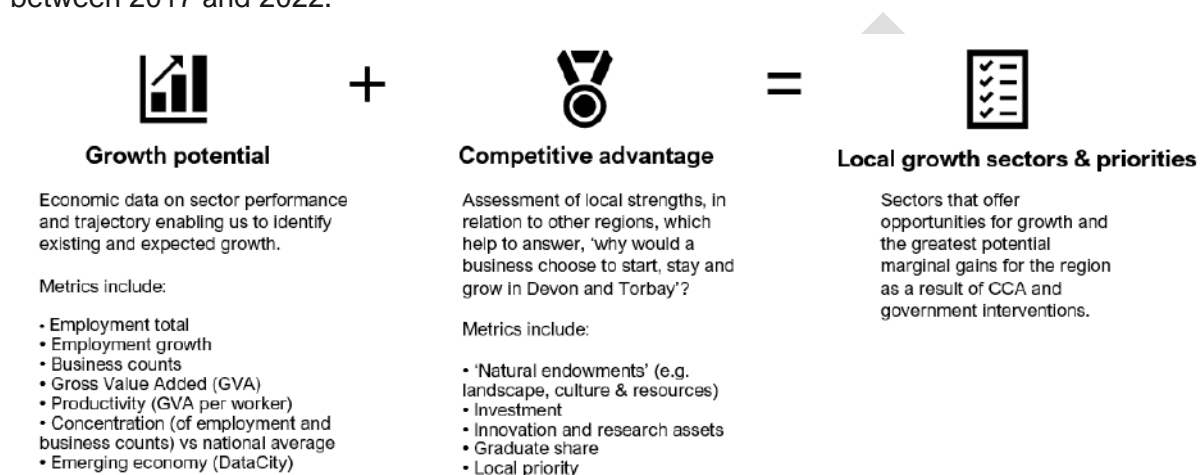 between 2017 and 2022.
+
=
Growth potential
Competitive advantage
Local growth sectors & priorities
Economic data on sector performance
and trajectory enabling us to identify
existing and expected growth.
Metrics include:
• Employment total
• Employment growth
• Business counts
• Gross Value Added (GVA)
• Productivity (GVA per worker)
• Concentration (of employment and
business counts) vs national average
• Emerging economy (DataCity)
Assessment of local strengths, in
relation to other regions, which
help to answer, ‘why would a
business choose to start, stay and
grow in Devon and Torbay’?
Metrics include:
• ‘Natural endowments’ (e.g.
landscape, culture & resources)
• Investment
• Innovation and research assets
• Graduate share
• Local priority
Sectors that offer
opportunities for growth and
the greatest potential
marginal gains for the region
as a result of CCA and
government interventions.